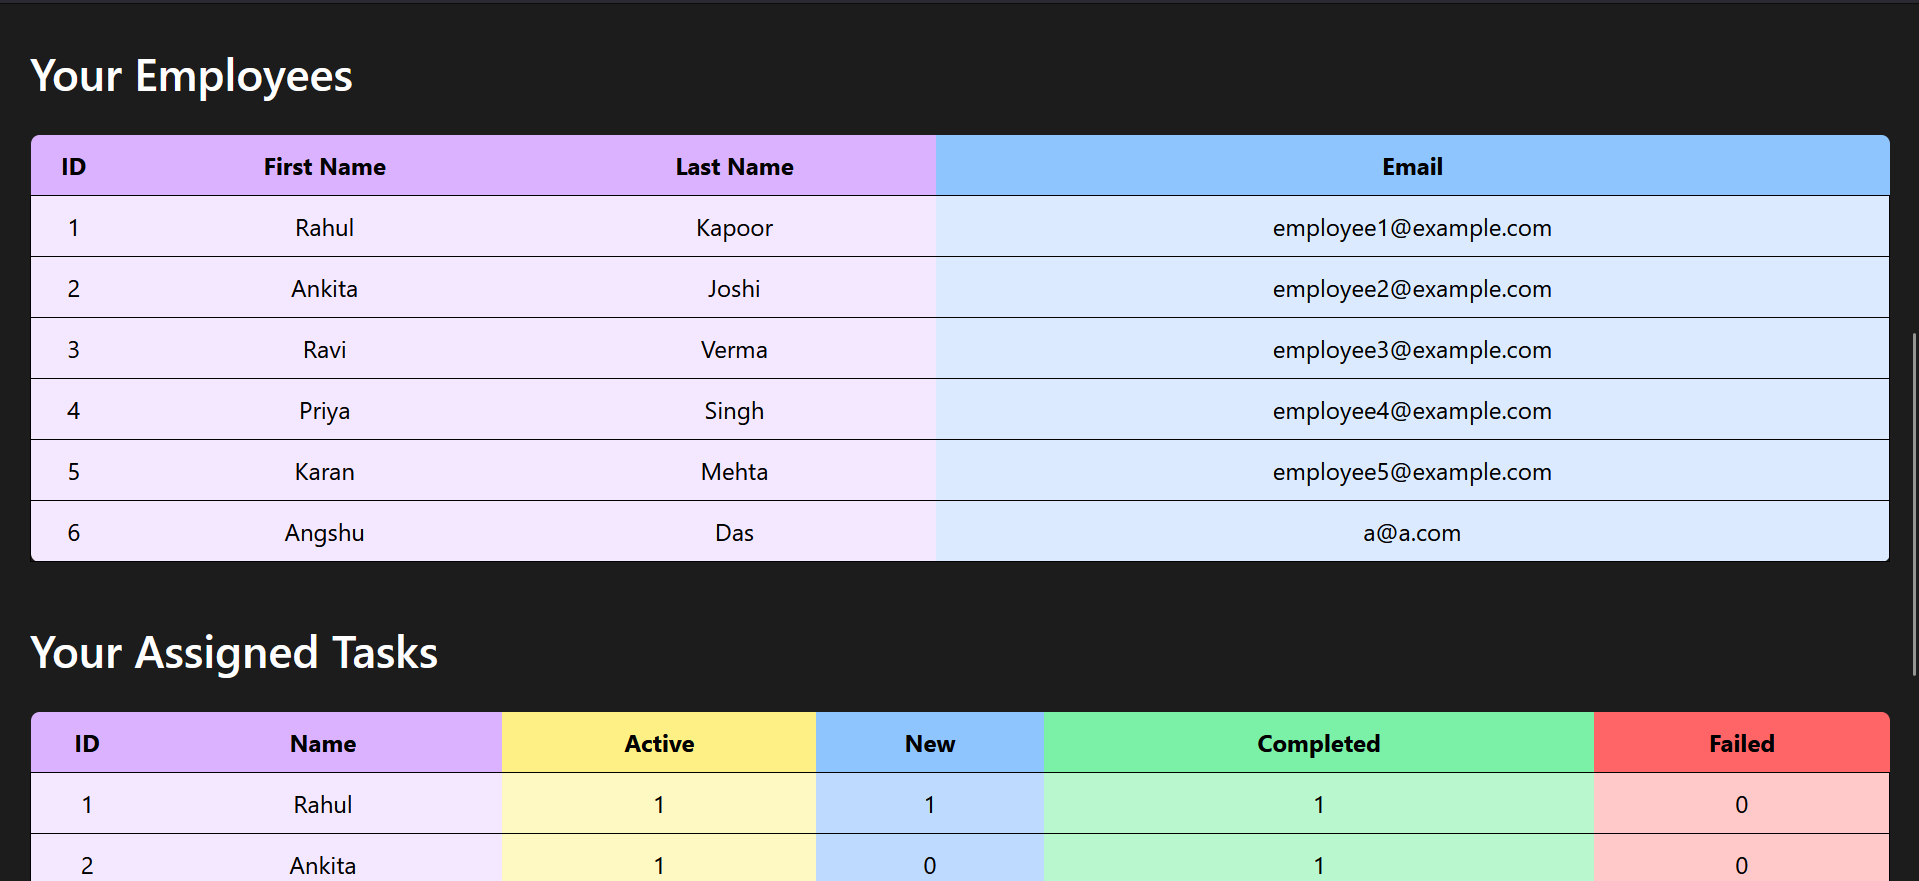 Your Employees
ID First Name Last Name Email
1 Rahul Kapoor employee1@example.com
2 Ankita Joshi employee2@example.com
3 Ravi Verma employee3@example.com
4 Priya Singh employee4@example.com
5 Karan Mehta employee5@example.com
6 Angshu Das a@a.com
Your Assigned Tasks
ID Name Active New Completed Failed
1 Rahul 1 1 1 0
2 Ankita 1 0 1 0